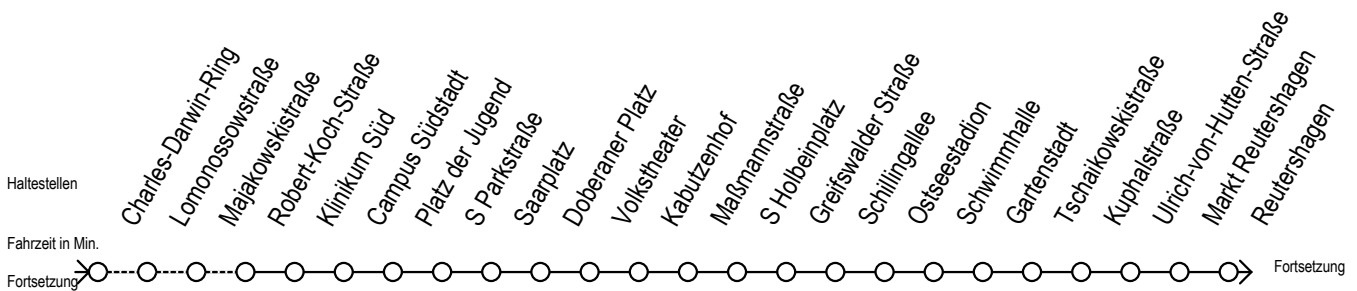 Haltestellen
Charles-Darwin-Ring
Lomonossowstraße
Majakowskistraße
Robert-Koch-Straße
Klinikum Süd
Campus Südstadt
Platz der Jugend
S Parkstraße
Saarplatz
Doberaner Platz
Volkstheater
Kabutzenhof
Maßmannstraße
S Holbeinplatz
Greifswalder Straße
Schillingallee
Ostseestadion
Schwimmhalle
Gartenstadt
Tschaikowskistraße
Kuphalstraße
Ulrich-von-Hutten-Straße
Markt Reutershagen
Reutershagen
Fahrzeit in Min.
Fortsetzung
Fortsetzung